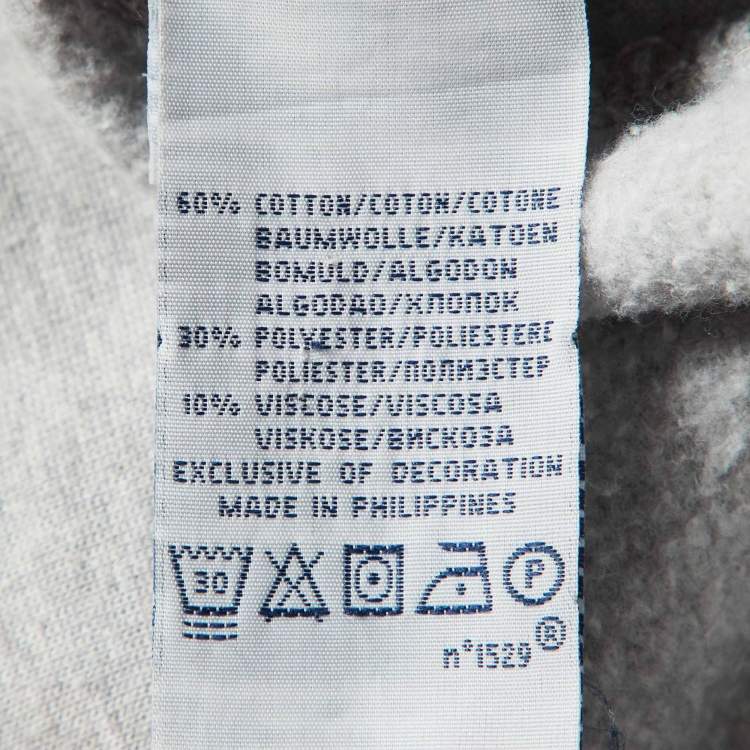 60% COTTON/COTON/COTONE
BAUMWOLLE/KATOEN
BOMULD/ALGODON
ALGODAO/ХЛОПОК
30% POLYESTER/POLIESTERE
POLIESTER/ПОЛИЭСТЕР
10% VISCOSE/VISCOSA
VISKOSE/ВИСКОЗА
EXCLUSIVE OF DECORATION
MADE IN PHILIPPINES
30 P
n°1529 ®